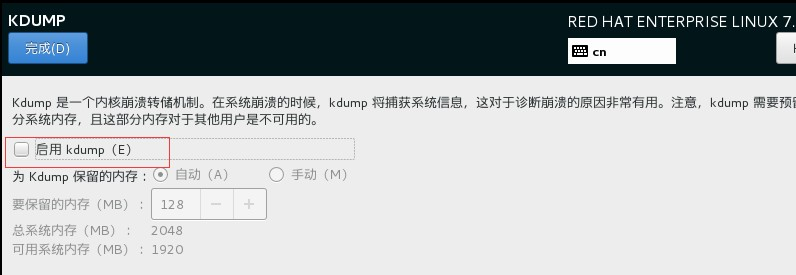 KDUMP
RED HAT ENTERPRISE LINUX 7.
完成(D)
cn
Kdump 是一个内核崩溃转储机制。在系统崩溃的时候，kdump 将捕获系统信息，这对于诊断崩溃的原因非常有用。注意，kdump 需要预留
分系统内存，且这部分内存对于其他用户是不可用的。
启用 kdump（E）
为 Kdump 保留的内存：
自动（A）
手动（M）
要保留的内存（MB）：
128
总系统内存（MB）：
2048
可用系统内存（MB）：
1920